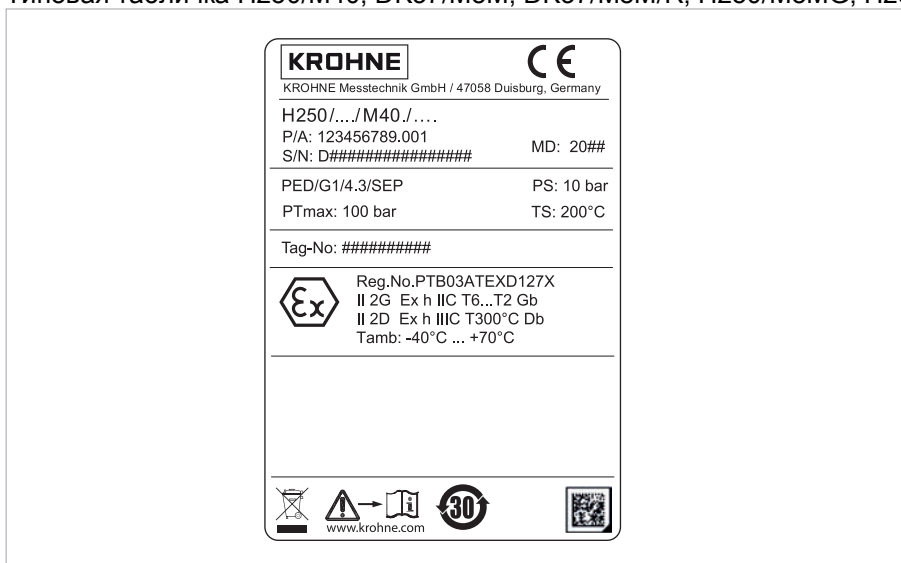 KROHNE CE
KROHNE Messtechnik GmbH / 47058 Duisburg, Germany
H250/..../M40./....
P/A: 123456789.001
S/N: D################ MD: 20##
PED/G1/4.3/SEP PS: 10 bar
PTmax: 100 bar TS: 200°C
Tag-No: ##########
Ex Reg.No.PTB03ATEXD127X
II 2G Ex h IIC T6...T2 Gb
II 2D Ex h IIIC T300°C Db
Tamb: -40°C ... +70°C
30
www.krohne.com